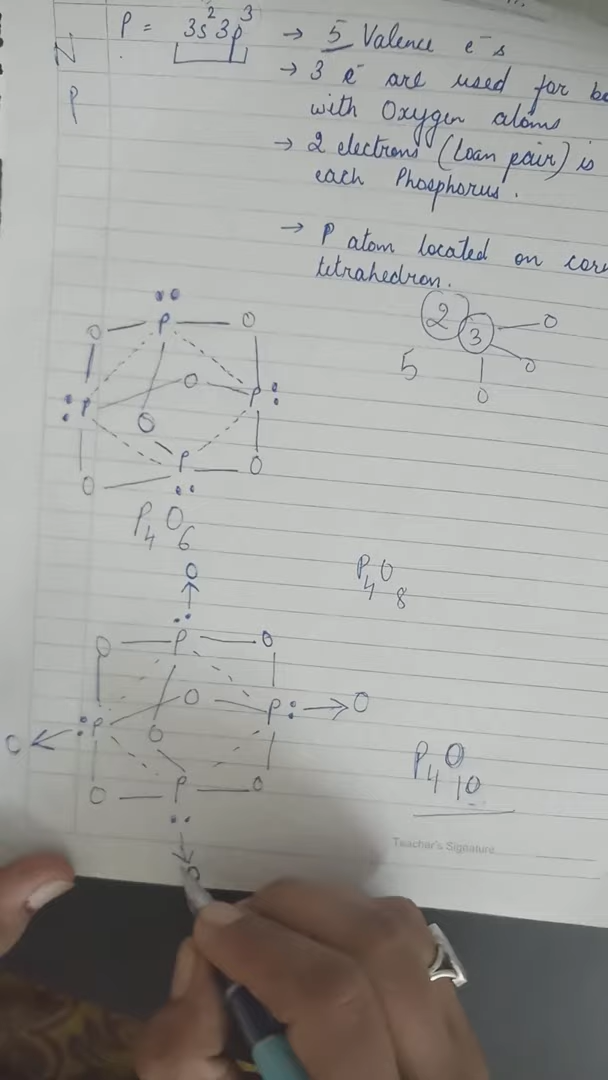 P = 3s² 3p³ → 5 Valence e⁻s
N
→ 3 e⁻ are used for
P
with Oxygen atoms
→ 2 electrons (loan pair) is
each Phosphorus.
→ P atom located on
tetrahedron.
2 3 O
5 O
O
O P O
O
P P
O
P
O O
P₄O₆
O
P₄O₈
O P O
O P O
O P
O
P₄O₁₀
O P O
Teacher's Signature
O